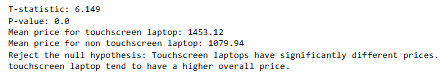 T-statistic: 6.149
P-value: 0.0
Mean price for touchscreen laptop: 1453.12
Mean price for non touchscreen laptop: 1079.94
Reject the null hypothesis: Touchscreen laptops have significantly different prices.
touchscreen laptop tend to have a higher overall price.